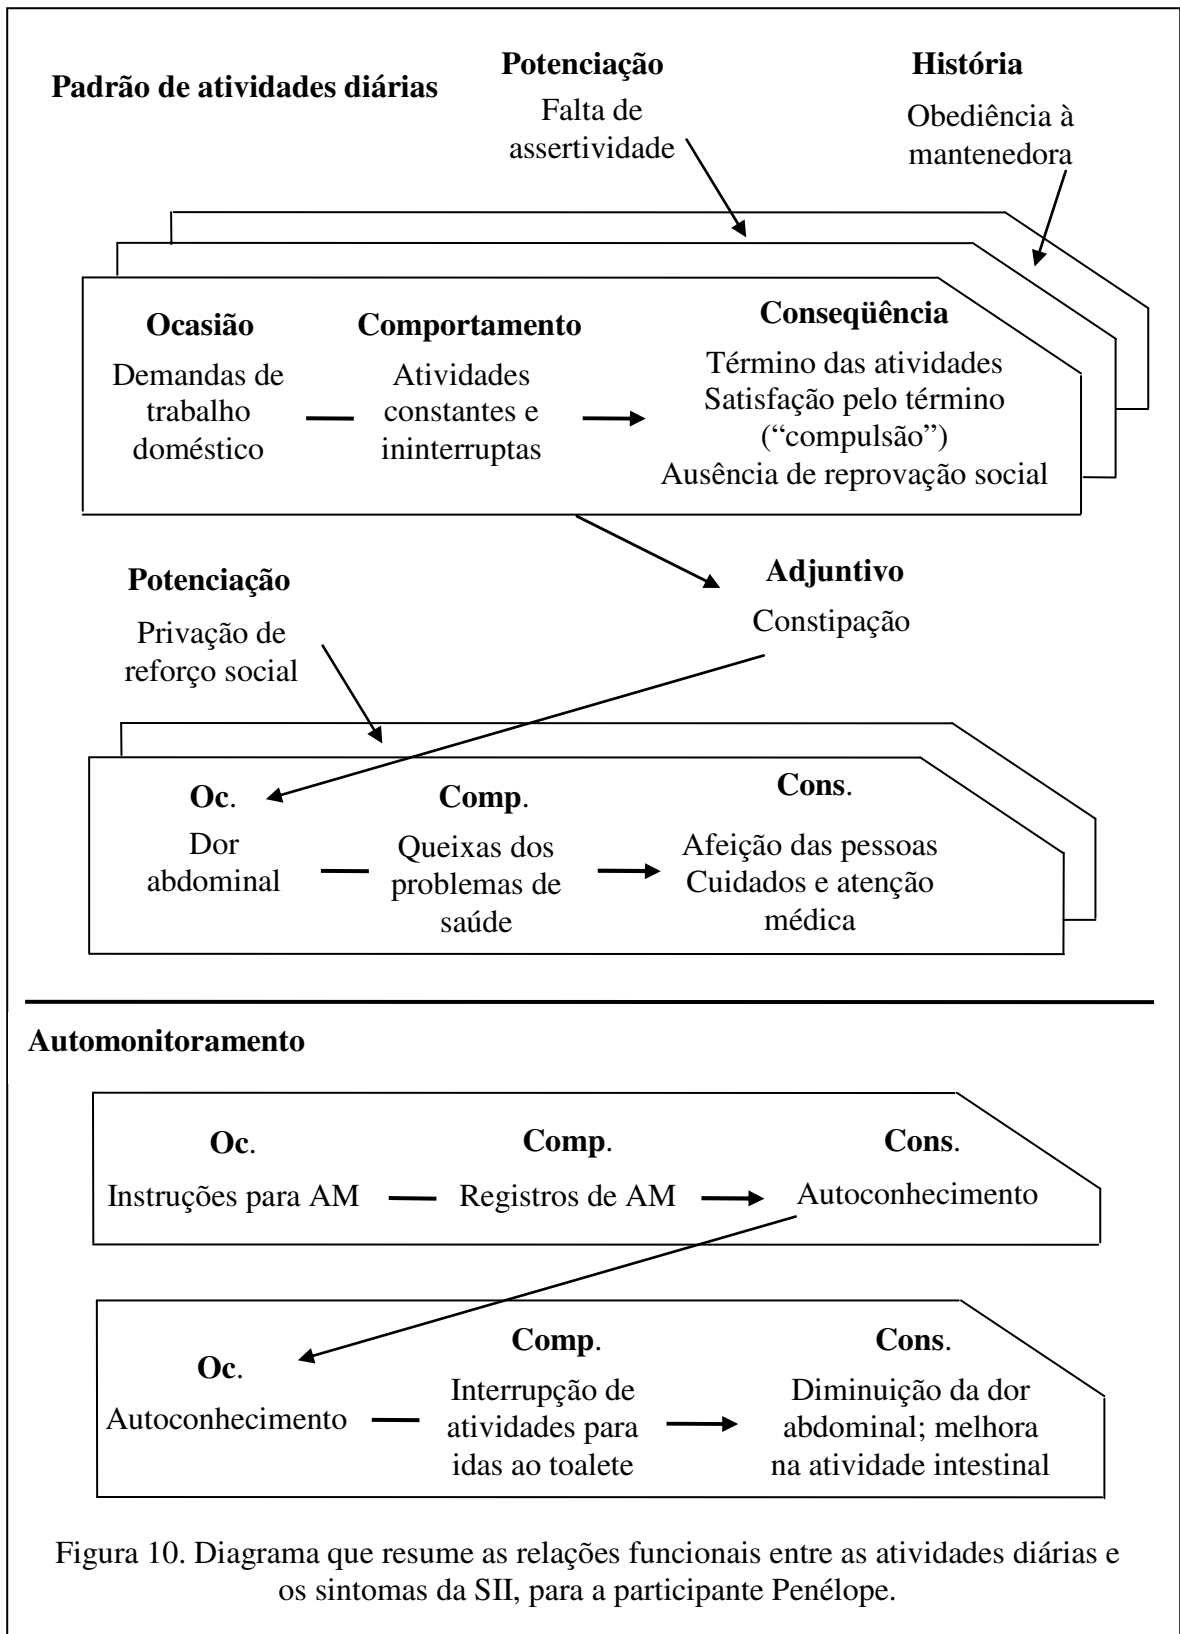 Padrão de atividades diárias
Potenciação
Falta de
assertividade
História
Obediência à
mantenedora
Ocasião
Demandas de
trabalho
doméstico
Comportamento
Atividades
constantes e
ininterruptas
Conseqüência
Término das atividades
Satisfação pelo término
(“compulsão”)
Ausência de reprovação social
Potenciação
Privação de
reforço social
Adjuntivo
Constipação
Oc.
Dor
abdominal
Comp.
Queixas dos
problemas de
saúde
Cons.
Afeição das pessoas
Cuidados e atenção
médica
Automonitoramento
Oc.
Instruções para AM
Comp.
Registros de AM
Cons.
Autoconhecimento
Oc.
Autoconhecimento
Comp.
Interrupção de
atividades para
idas ao toalete
Cons.
Diminuição da dor
abdominal; melhora
na atividade intestinal
Figura 10. Diagrama que resume as relações funcionais entre as atividades diárias e
os sintomas da SII, para a participante Penélope.